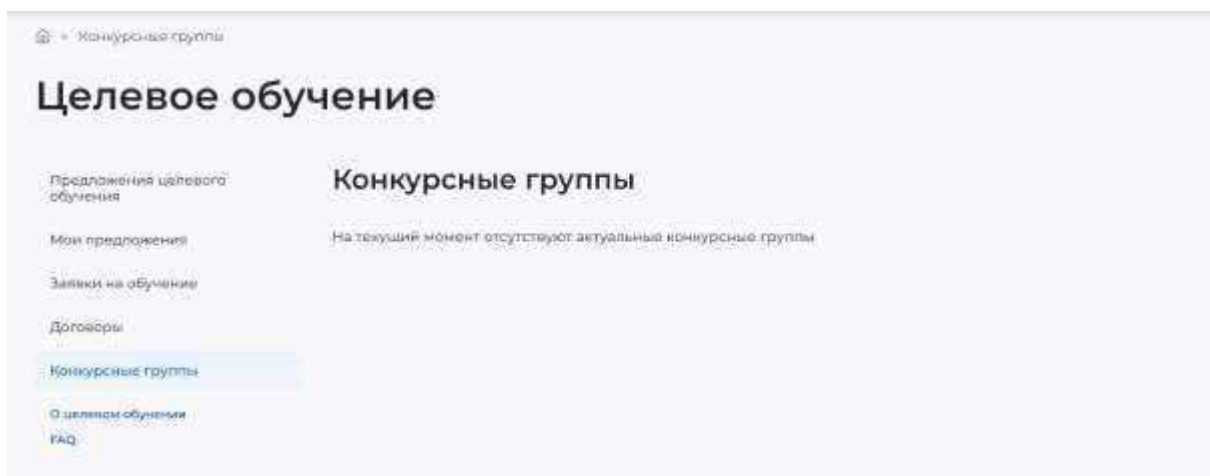 Конкурсные группы
Целевое обучение
Предложения целевого
обучения
Мои предложения
Заявки на обучение
Договоры
Конкурсные группы
О целевом обучении
FAQ
Конкурсные группы
На текущий момент отсутствуют актуальные конкурсные группы